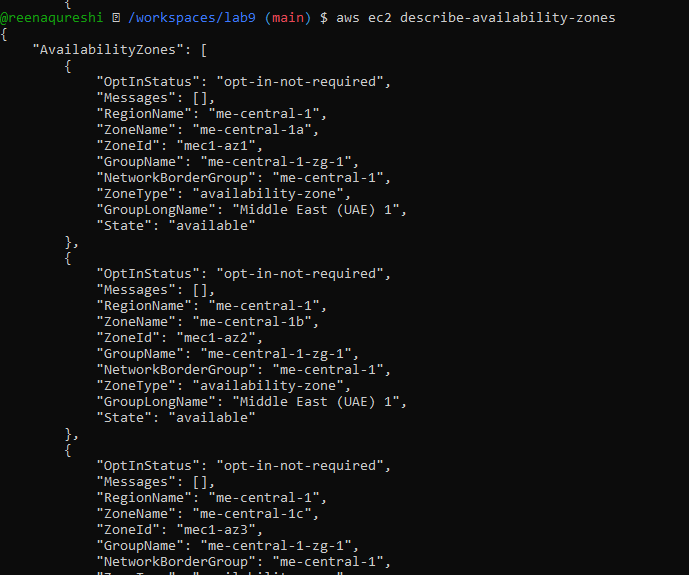 {
@reenaqureshi /workspaces/lab9 (main) $ aws ec2 describe-availability-zones
{
    "AvailabilityZones": [
        {
            "OptInStatus": "opt-in-not-required",
            "Messages": [],
            "RegionName": "me-central-1",
            "ZoneName": "me-central-1a",
            "ZoneId": "mec1-az1",
            "GroupName": "me-central-1-zg-1",
            "NetworkBorderGroup": "me-central-1",
            "ZoneType": "availability-zone",
            "GroupLongName": "Middle East (UAE) 1",
            "State": "available"
        },
        {
            "OptInStatus": "opt-in-not-required",
            "Messages": [],
            "RegionName": "me-central-1",
            "ZoneName": "me-central-1b",
            "ZoneId": "mec1-az2",
            "GroupName": "me-central-1-zg-1",
            "NetworkBorderGroup": "me-central-1",
            "ZoneType": "availability-zone",
            "GroupLongName": "Middle East (UAE) 1",
            "State": "available"
        },
        {
            "OptInStatus": "opt-in-not-required",
            "Messages": [],
            "RegionName": "me-central-1",
            "ZoneName": "me-central-1c",
            "ZoneId": "mec1-az3",
            "GroupName": "me-central-1-zg-1",
            "NetworkBorderGroup": "me-central-1",